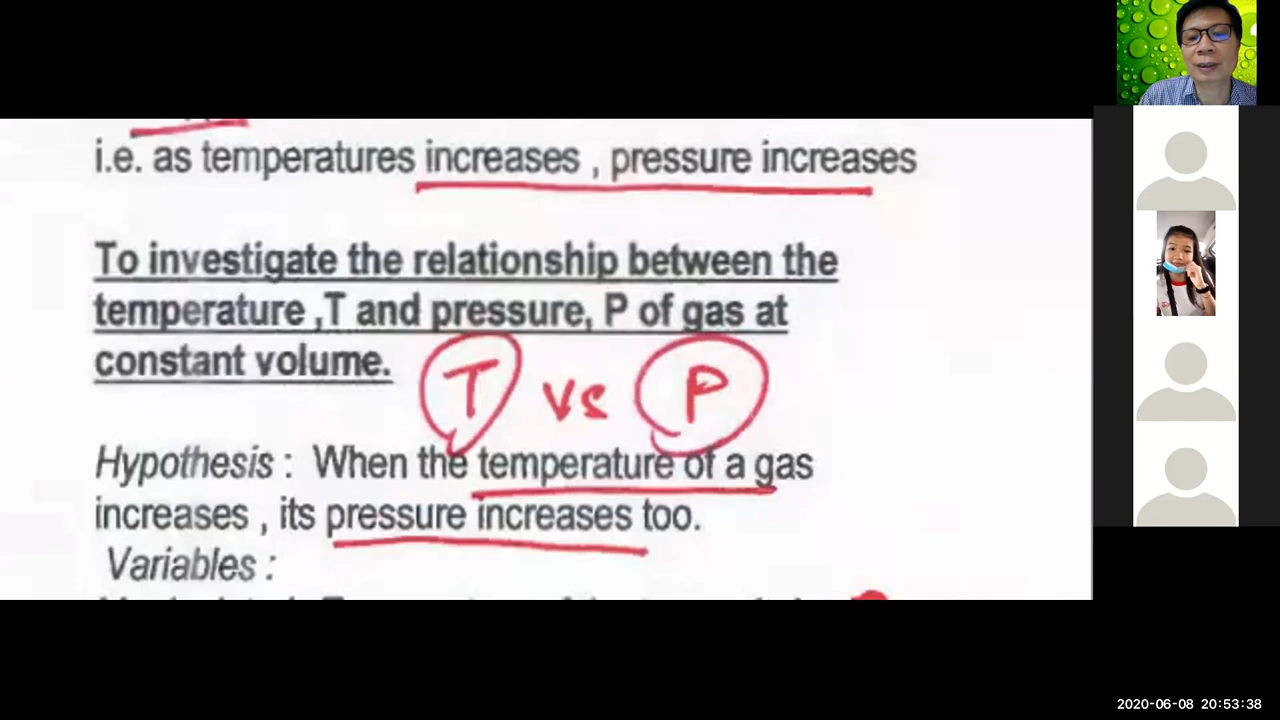 i.e. as temperatures increases , pressure increases
To investigate the relationship between the
temperature ,T and pressure, P of gas at
constant volume.
T vs P
Hypothesis : When the temperature of a gas
increases , its pressure increases too.
Variables :
2020-06-08 20:53:38